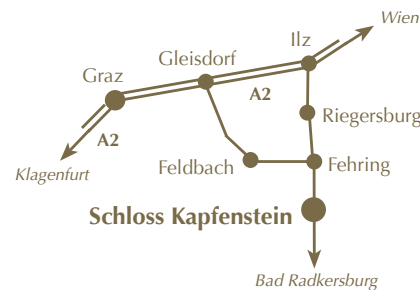 Wien
Ilz
Gleisdorf
Graz
A2
A2
Riegersburg
Klagenfurt
Feldbach
Fehring
Schloss Kapfenstein
Bad Radkersburg